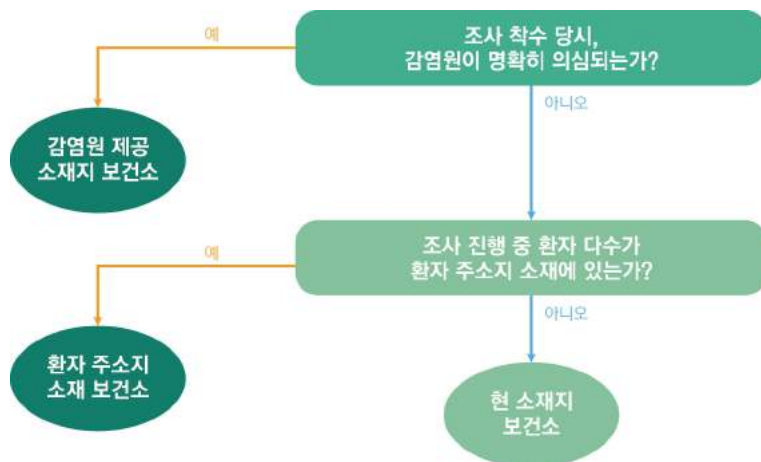 예
조사 착수 당시,
감염원이 명확히 의심되는가?
아니오
감염원 제공
소재지 보건소
예
조사 진행 중 환자 다수가
환자 주소지 소재에 있는가?
아니오
환자 주소지
소재 보건소
현 소재지
보건소